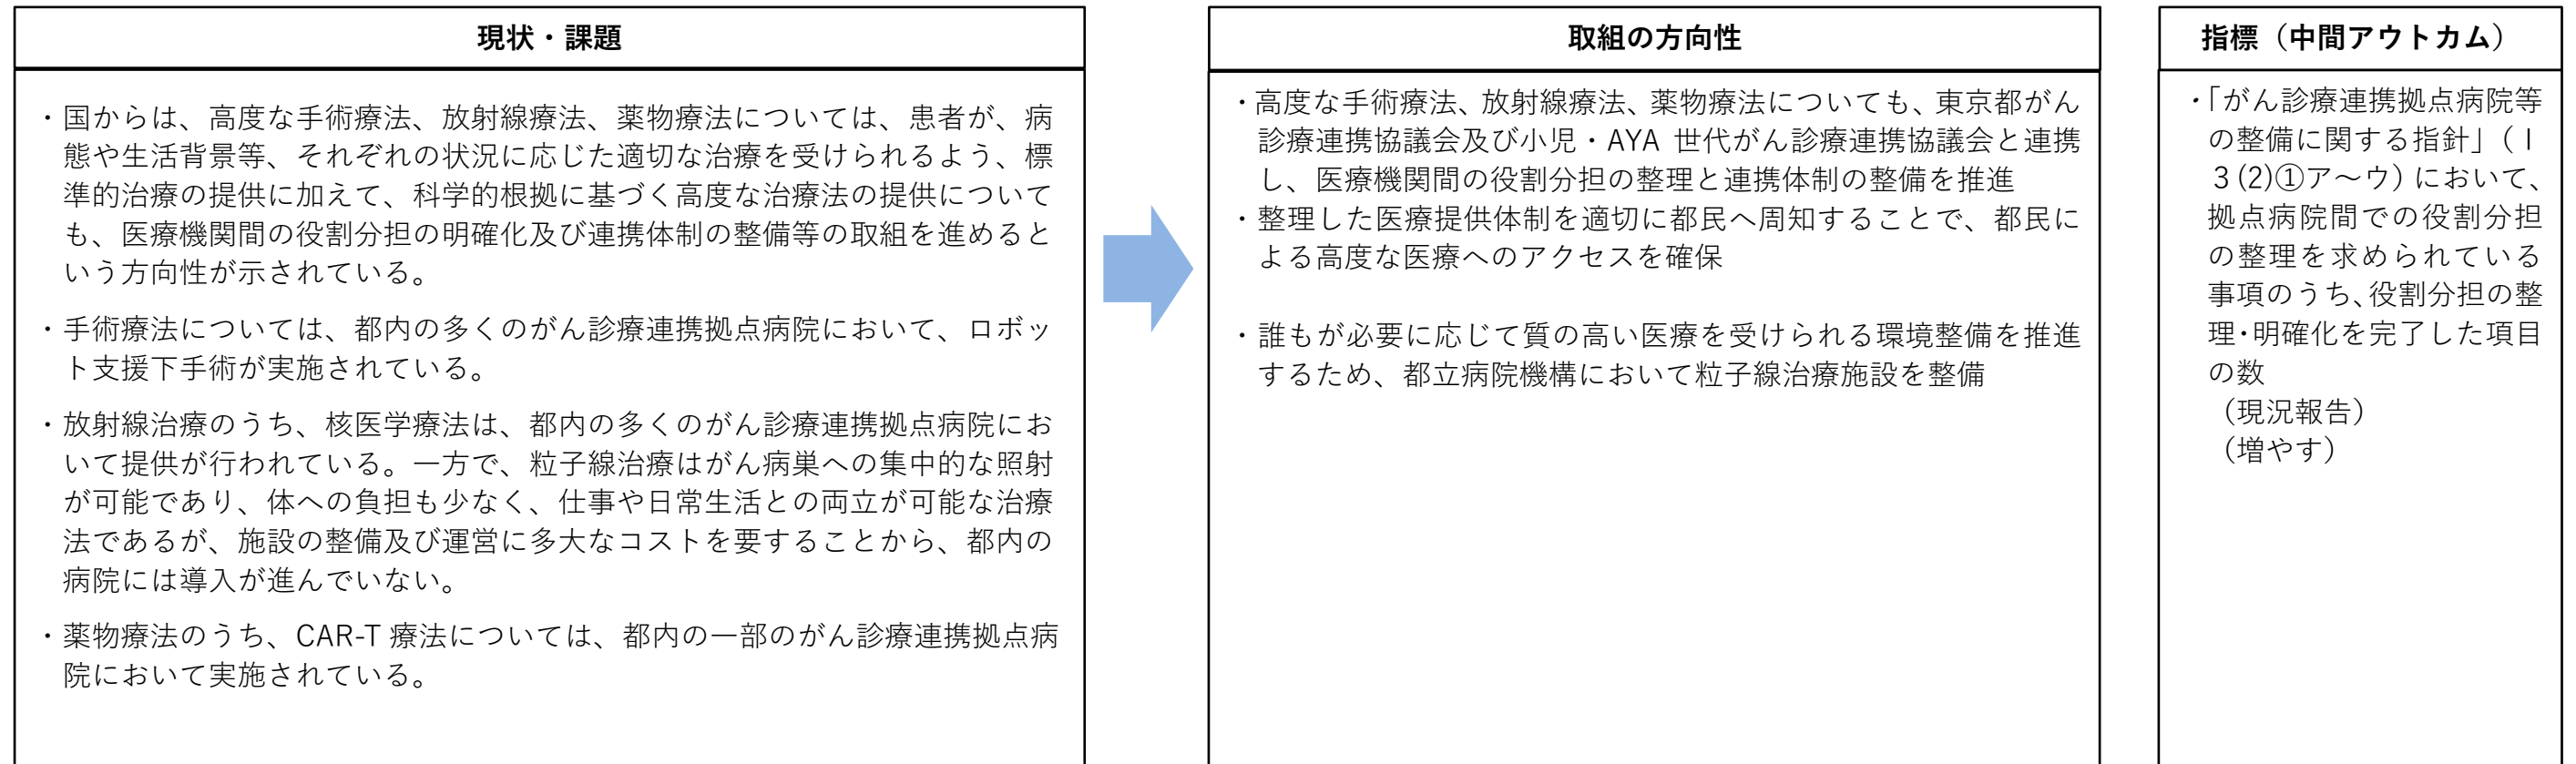 現状・課題
・国からは、高度な手術療法、放射線療法、薬物療法については、患者が、病
態や生活背景等、それぞれの状況に応じた適切な治療を受けられるよう、標
準的治療の提供に加えて、科学的根拠に基づく高度な治療法の提供について
も、医療機関間の役割分担の明確化及び連携体制の整備等の取組を進めると
いう方向性が示されている。
・手術療法については、都内の多くのがん診療連携拠点病院において、ロボッ
ト支援下手術が実施されている。
・放射線治療のうち、核医学療法は、都内の多くのがん診療連携拠点病院にお
いて提供が行われている。一方で、粒子線治療はがん病巣への集中的な照射
が可能であり、体への負担も少なく、仕事や日常生活との両立が可能な治療
法であるが、施設の整備及び運営に多大なコストを要することから、都内の
病院には導入が進んでいない。
・薬物療法のうち、CAR-T 療法については、都内の一部のがん診療連携拠点病
院において実施されている。
取組の方向性
・高度な手術療法、放射線療法、薬物療法についても、東京都がん
診療連携協議会及び小児・AYA 世代がん診療連携協議会と連携
し、医療機関間の役割分担の整理と連携体制の整備を推進
・整理した医療提供体制を適切に都民へ周知することで、都民に
よる高度な医療へのアクセスを確保
・誰もが必要に応じて質の高い医療を受けられる環境整備を推進
するため、都立病院機構において粒子線治療施設を整備
指標（中間アウトカム）
・「がん診療連携拠点病院等
の整備に関する指針」（Ⅰ
３(2)①ア～ウ）において、
拠点病院間での役割分担
の整理を求められている
事項のうち、役割分担の整
理・明確化を完了した項目
の数
（現況報告）
（増やす）